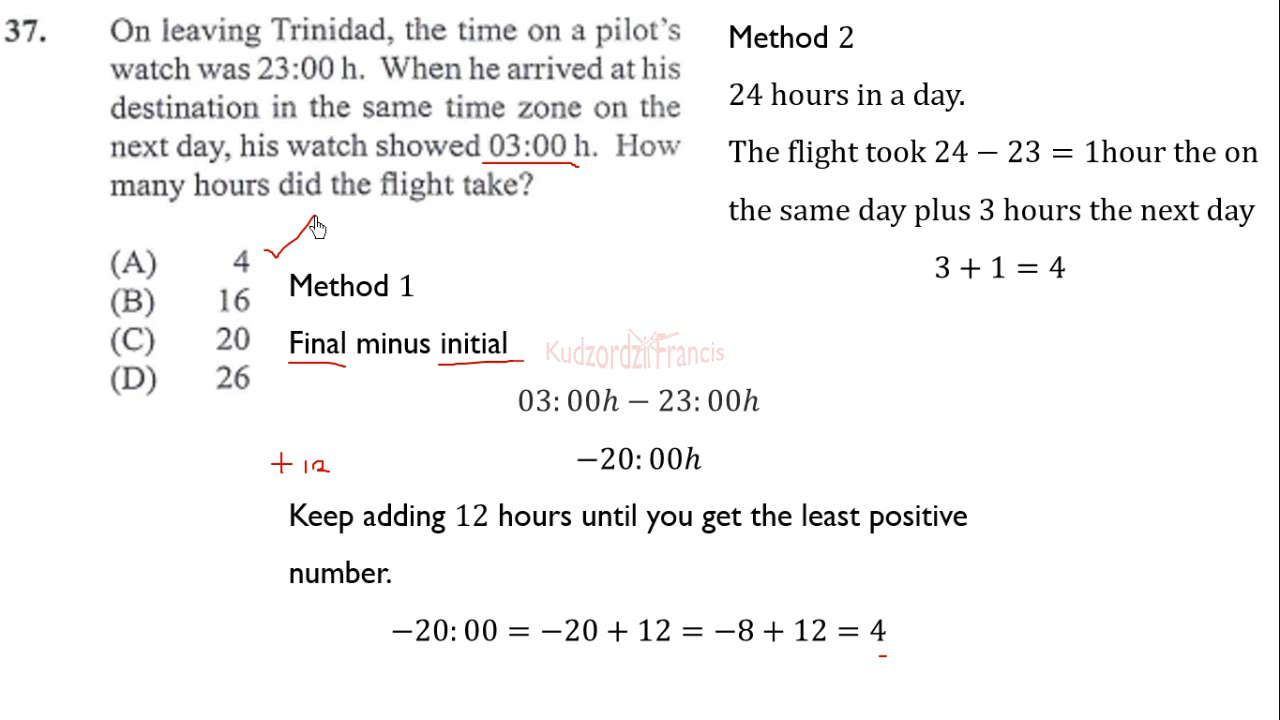 37. On leaving Trinidad, the time on a pilot's
watch was 23:00 h. When he arrived at his
destination in the same time zone on the
next day, his watch showed 03:00 h. How
many hours did the flight take?
(A) 4
(B) 16
(C) 20
(D) 26
Method 1
Final minus initial
Kudzordzi Francis
03:00h − 23:00h
+12
−20:00h
Keep adding 12 hours until you get the least positive
number.
−20:00 = −20 + 12 = −8 + 12 = 4
Method 2
24 hours in a day.
The flight took 24 − 23 = 1hour the on
the same day plus 3 hours the next day
3 + 1 = 4